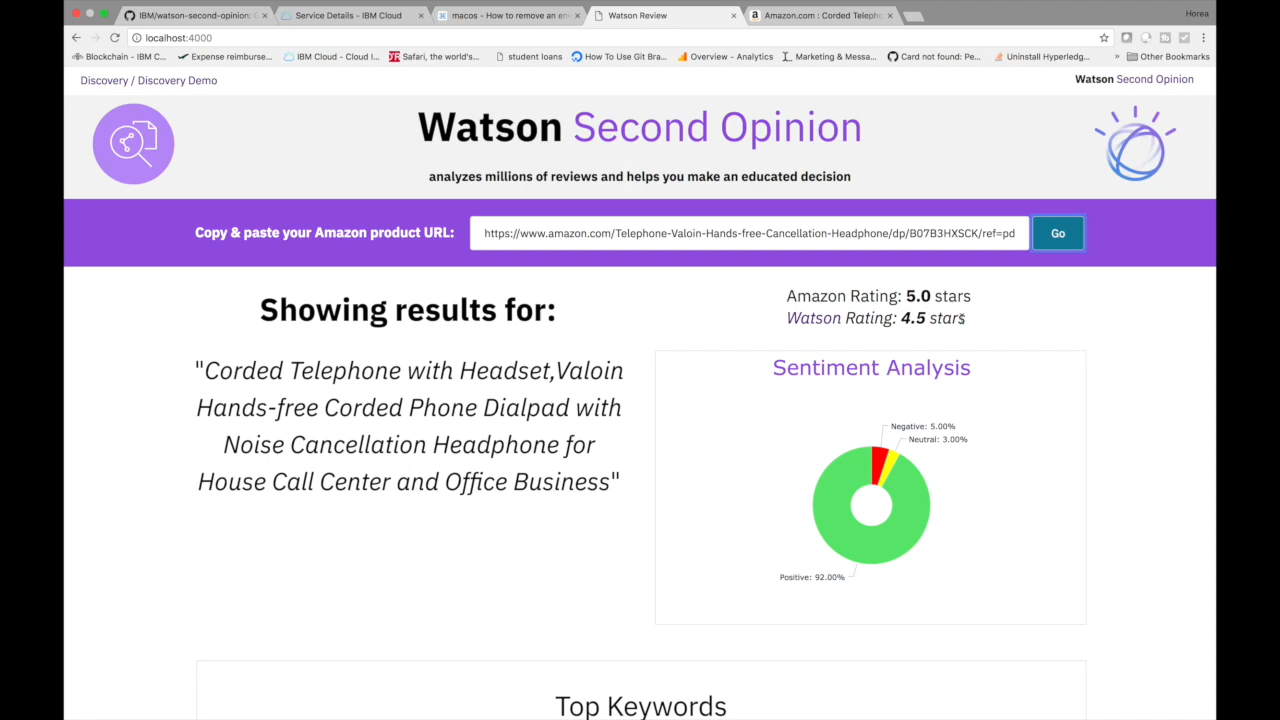 IBM/watson-second-opinion:
Service Details - IBM Cloud
macos - How to remove an en
Watson Review
Amazon.com : Corded Teleph
Horea
localhost:4000
Blockchain – IBM C...
Expense reimburse...
IBM Cloud - Cloud I...
Safari, the world's...
student loans
How To Use Git Bra...
Overview - Analytics
Marketing & Messa...
Card not found: Pe...
Uninstall Hyperledg...
» Other Bookmarks
Discovery / Discovery Demo
Watson Second Opinion
Watson Second Opinion
analyzes millions of reviews and helps you make an educated decision
Copy & paste your Amazon product URL:
https://www.amazon.com/Telephone-Valoin-Hands-free-Cancellation-Headphone/dp/B07B3HXSCK/ref=pd
Go
Showing results for:
"Corded Telephone with Headset,Valoin
Hands-free Corded Phone Dialpad with
Noise Cancellation Headphone for
House Call Center and Office Business"
Amazon Rating: 5.0 stars
Watson Rating: 4.5 stars
Sentiment Analysis
Negative: 5.00%
Neutral: 3.00%
Positive: 92.00%
Top Keywords